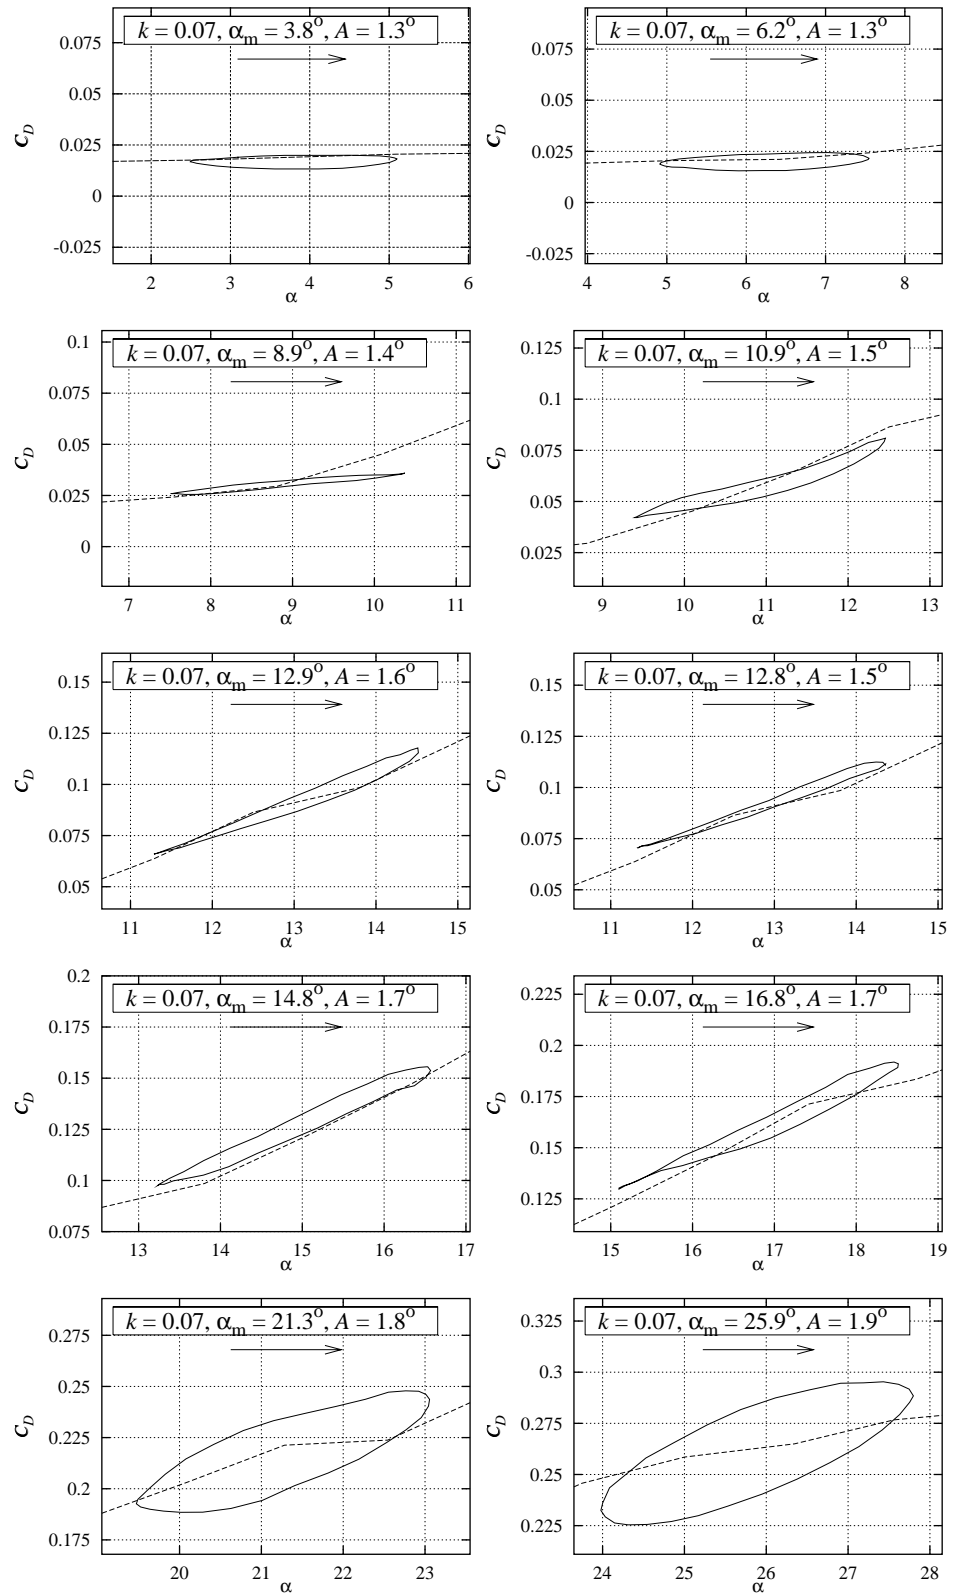 k = 0.07, αm = 3.8°, A = 1.3°
0.075
0.05
0.025
0
-0.025
CD
2 3 4 5 6
α
k = 0.07, αm = 6.2°, A = 1.3°
0.075
0.05
0.025
0
-0.025
CD
4 5 6 7 8
α
k = 0.07, αm = 8.9°, A = 1.4°
0.1
0.075
0.05
0.025
0
CD
7 8 9 10 11
α
k = 0.07, αm = 10.9°, A = 1.5°
0.125
0.1
0.075
0.05
0.025
CD
9 10 11 12 13
α
k = 0.07, αm = 12.9°, A = 1.6°
0.15
0.125
0.1
0.075
0.05
CD
11 12 13 14 15
α
k = 0.07, αm = 12.8°, A = 1.5°
0.15
0.125
0.1
0.075
0.05
CD
11 12 13 14 15
α
k = 0.07, αm = 14.8°, A = 1.7°
0.2
0.175
0.15
0.125
0.1
0.075
CD
13 14 15 16 17
α
k = 0.07, αm = 16.8°, A = 1.7°
0.225
0.2
0.175
0.15
0.125
CD
15 16 17 18 19
α
k = 0.07, αm = 21.3°, A = 1.8°
0.275
0.25
0.225
0.2
0.175
CD
20 21 22 23
α
k = 0.07, αm = 25.9°, A = 1.9°
0.325
0.3
0.275
0.25
0.225
CD
24 25 26 27 28
α